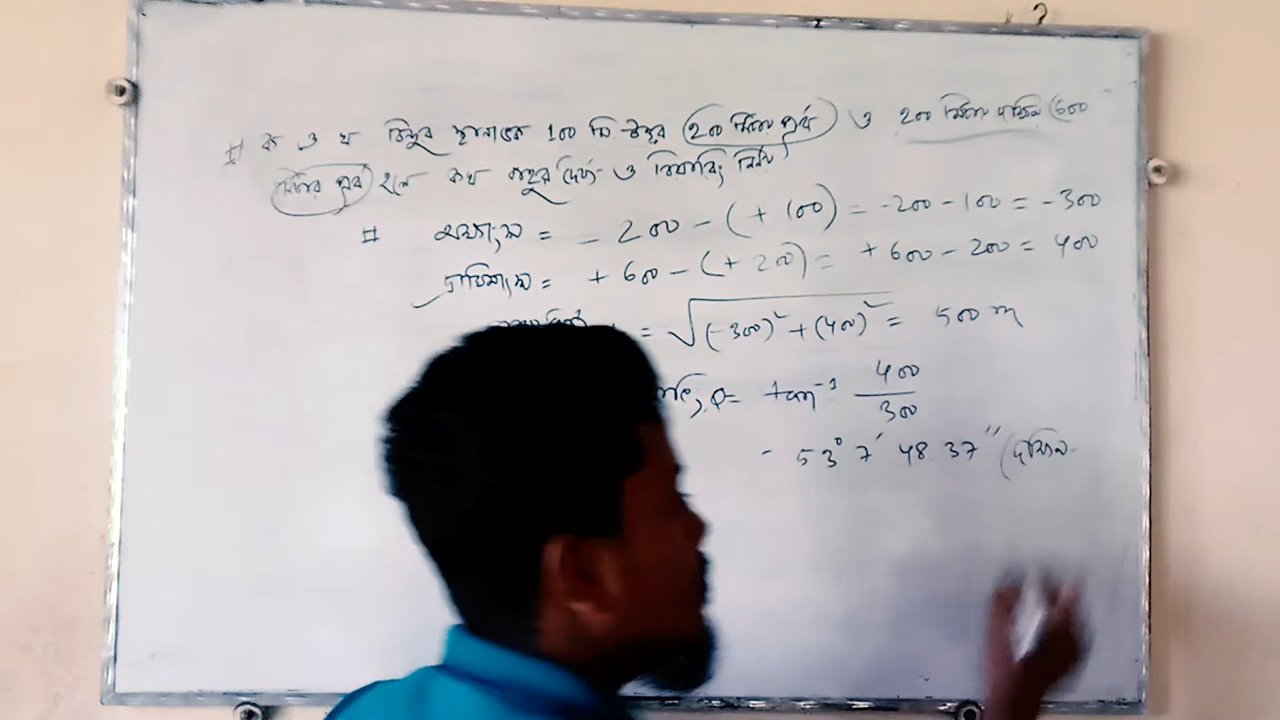 # ক ও খ বিন্দুর স্থানাংক 100 মি উত্তর (200 মিটার পূর্ব) ও 200 মিটার দক্ষিন (600
মিটার পূর্ব) হলে কখ বাহুর দৈর্ঘ্য ও বিয়ারিং নির্ণয়
# অক্ষাংশ = - 200 - (+ 100) = -200 - 100 = -300
দ্রাঘিমাংশ = + 600 - (+ 200) = + 600 - 200 = 400
= √(-300)² + (400)² = 500 m
θ = tan⁻¹ 400/300
- 53° 7′ 48.37″ (দক্ষিন